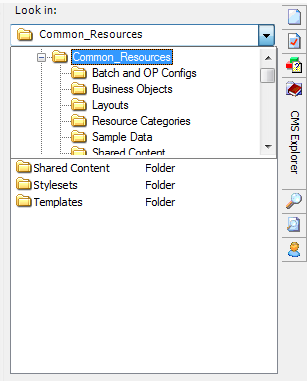 Look in:
Common_Resources
Common_Resources
Batch and OP Configs
Business Objects
Layouts
Resource Categories
Sample Data
Shared Content
Shared Content Folder
Stylesets Folder
Templates Folder
CMS Explorer